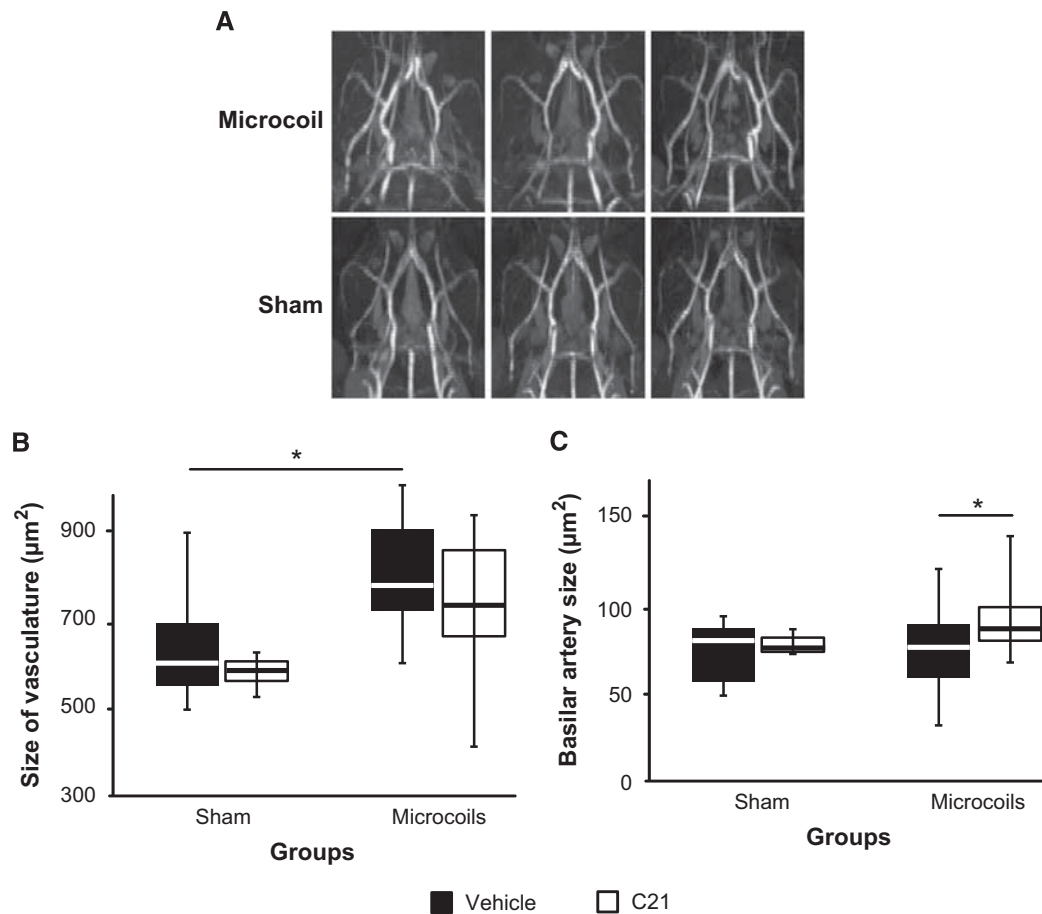 A
Microcoil
Sham
B
*
Size of vasculature (µm²)
900
700
500
300
Sham
Microcoils
Groups
C
*
Basilar artery size (µm²)
150
100
50
0
Sham
Microcoils
Groups
Vehicle
C21